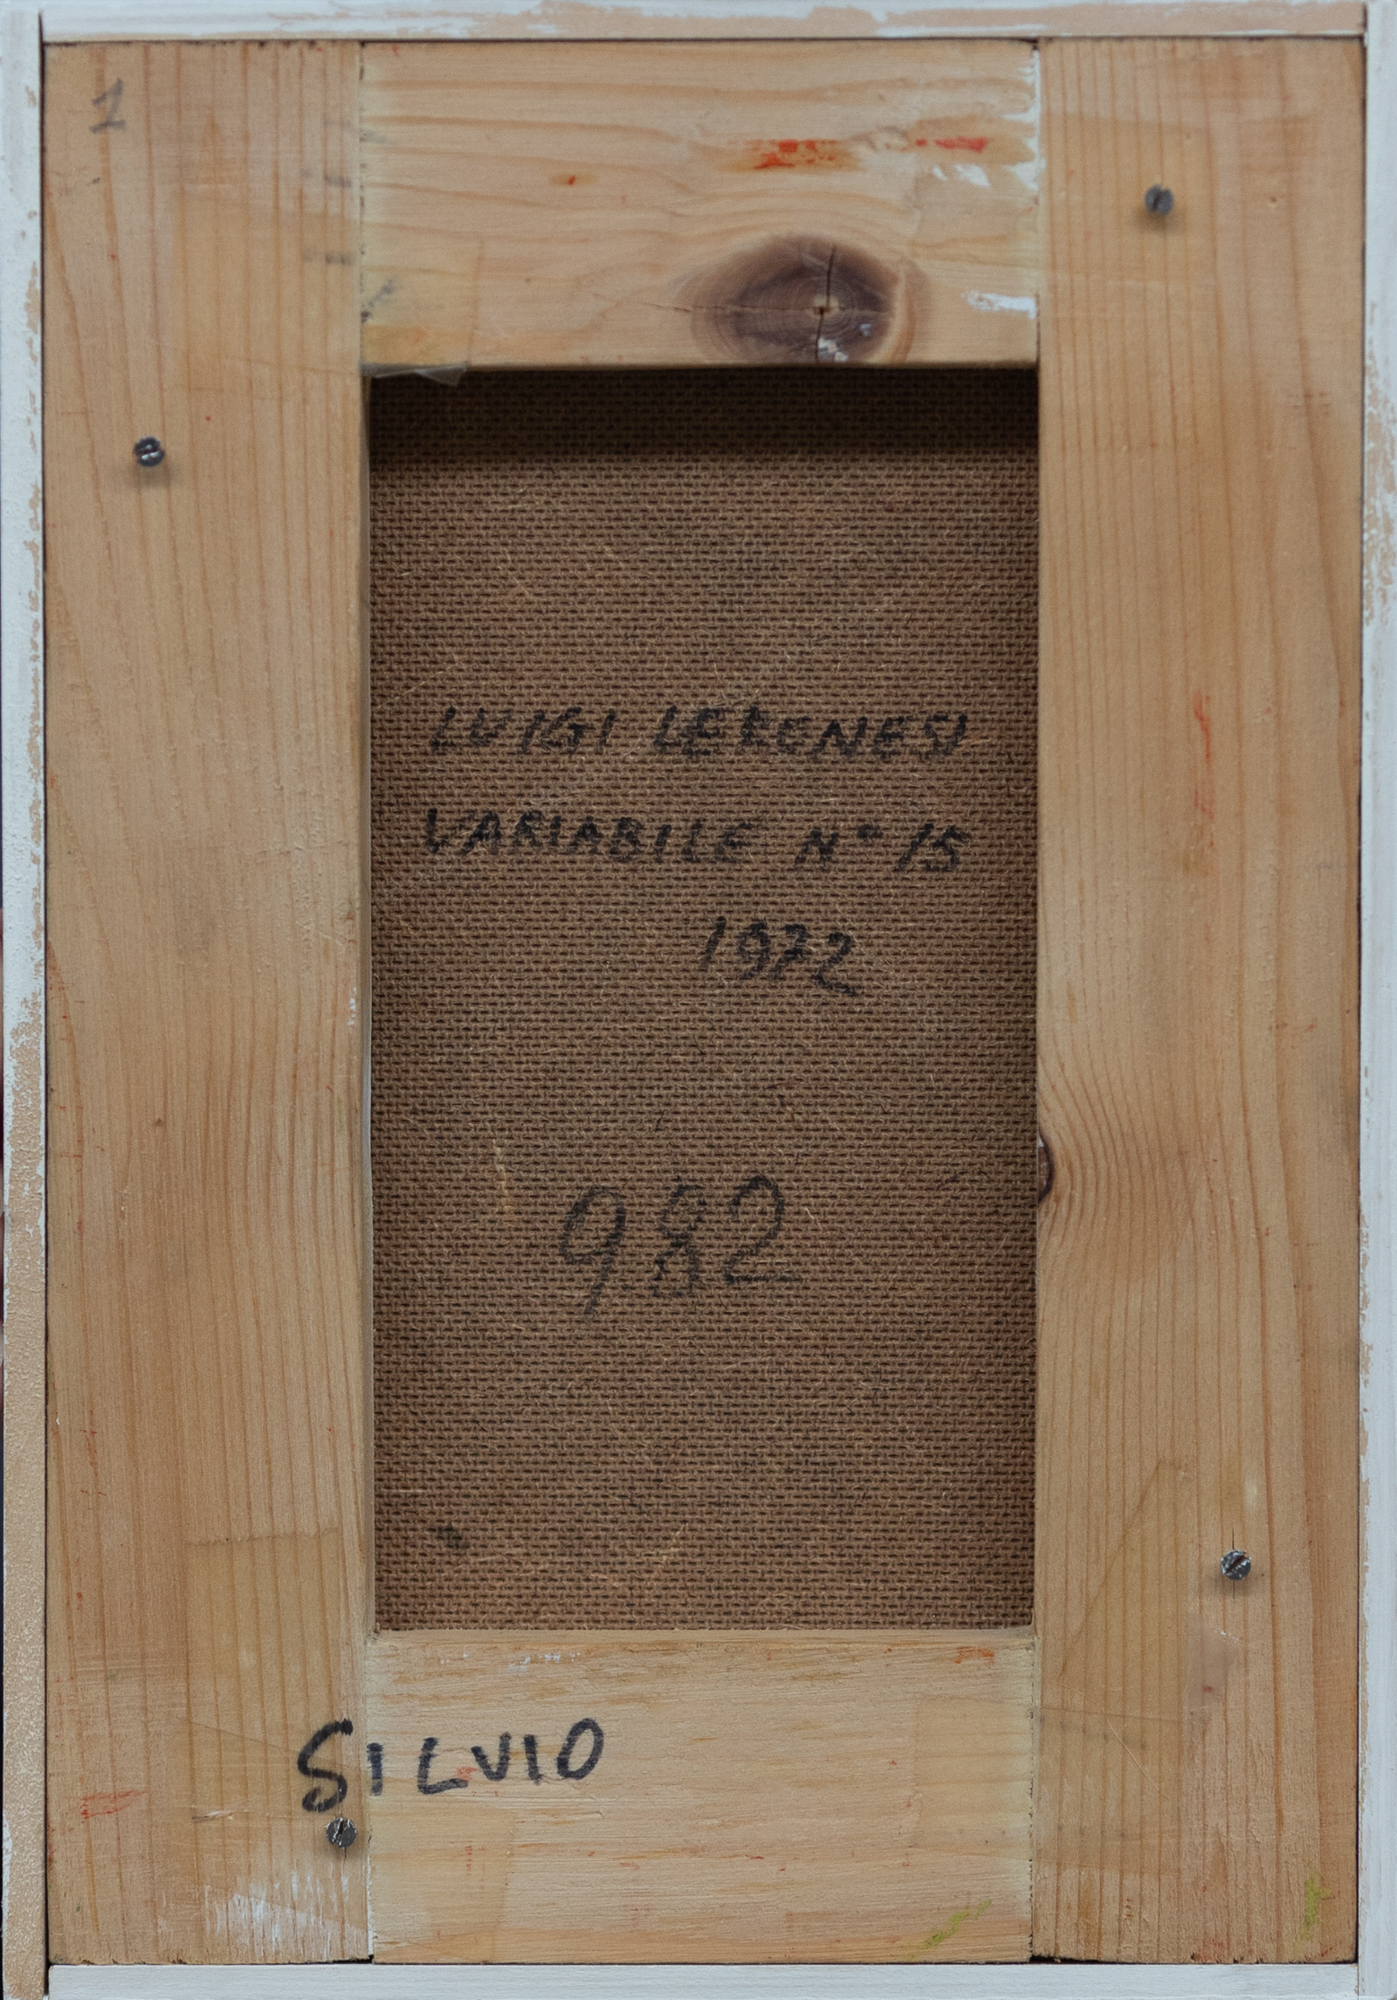 1
LUIGI LERONESI
VARIABILE N° 15
1972
982
SILVIO